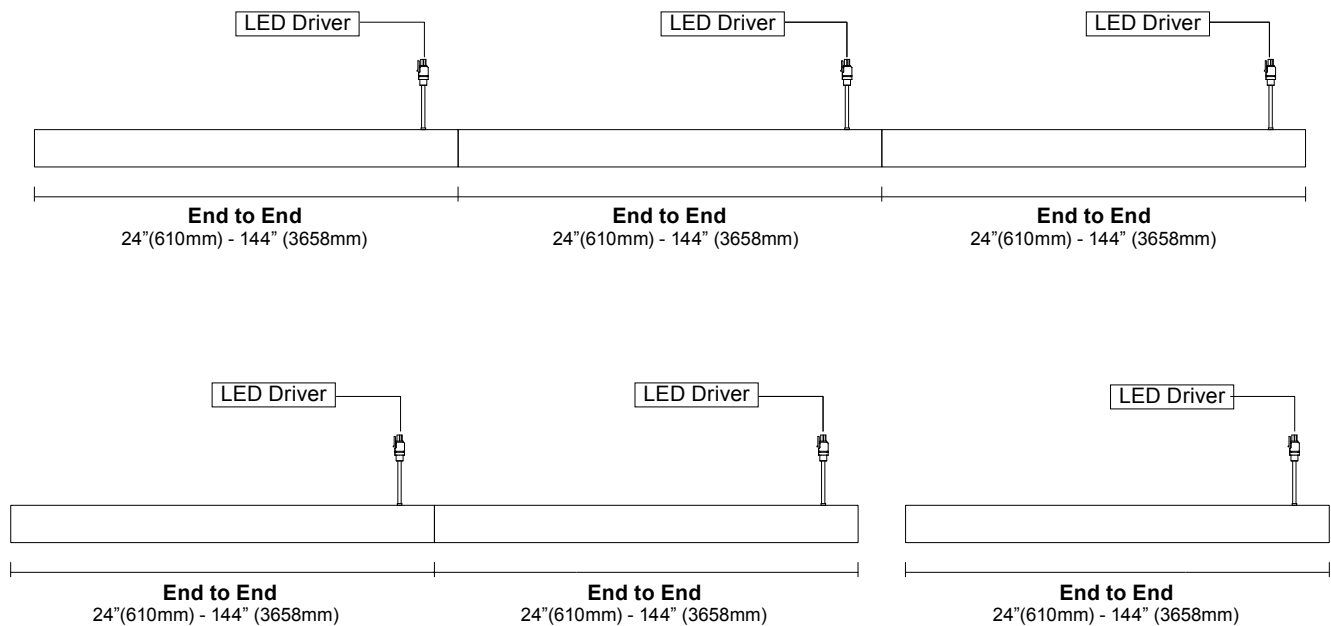 LED Driver
LED Driver
LED Driver
End to End
24”(610mm) - 144” (3658mm)
End to End
24”(610mm) - 144” (3658mm)
End to End
24”(610mm) - 144” (3658mm)
LED Driver
LED Driver
LED Driver
End to End
24”(610mm) - 144” (3658mm)
End to End
24”(610mm) - 144” (3658mm)
End to End
24”(610mm) - 144” (3658mm)